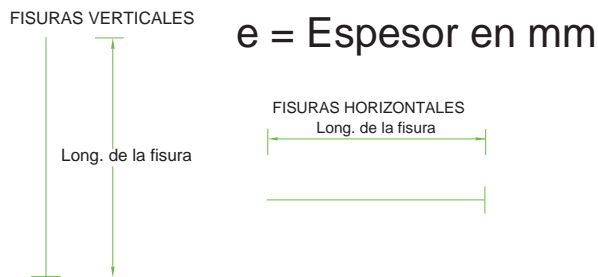 FISURAS VERTICALES
e = Espesor en mm
FISURAS HORIZONTALES
Long. de la fisura
Long. de la fisura